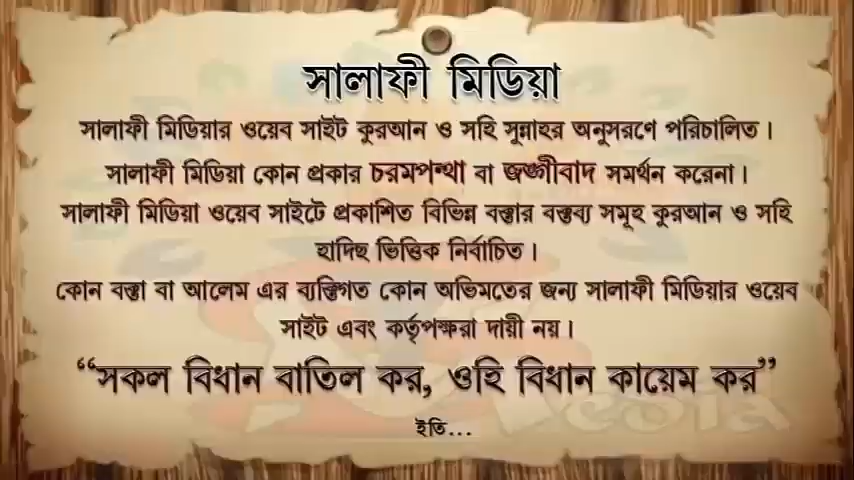 সালাফী মিডিয়া
সালাফী মিডিয়ার ওয়েব সাইট কুরআন ও সহি সুন্নাহর অনুসরণে পরিচালিত।
সালাফী মিডিয়া কোন প্রকার চরমপন্থা বা জঙ্গীবাদ সমর্থন করেনা।
সালাফী মিডিয়া ওয়েব সাইটে প্রকাশিত বিভিন্ন বক্তার বক্তব্য সমূহ কুরআন ও সহি
হাদিছ ভিত্তিক নির্বাচিত।
কোন বক্তা বা আলেম এর ব্যক্তিগত কোন অভিমতের জন্য সালাফী মিডিয়ার ওয়েব
সাইট এবং কর্তৃপক্ষরা দায়ী নয়।
“সকল বিধান বাতিল কর, ওহি বিধান কায়েম কর”
ইতি...